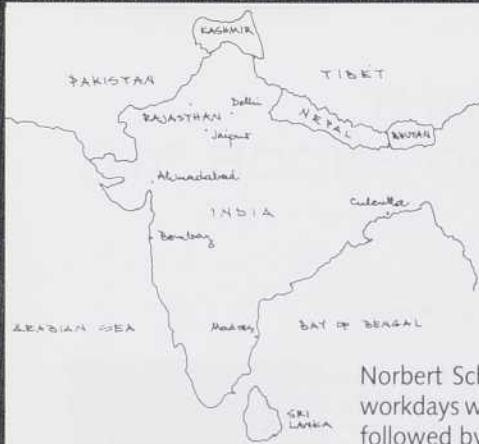 KASHMIR
PAKISTAN
TIBET
RAJASTHAN
Delhi
NEPAL
BHUTAN
Jaipur
Ahmadabad
INDIA
Calcutta
Bombay
ARABIAN SEA
Madras
BAY OF BENGAL
SRI
LANKA
Norbert Sch
workdays w
followed by